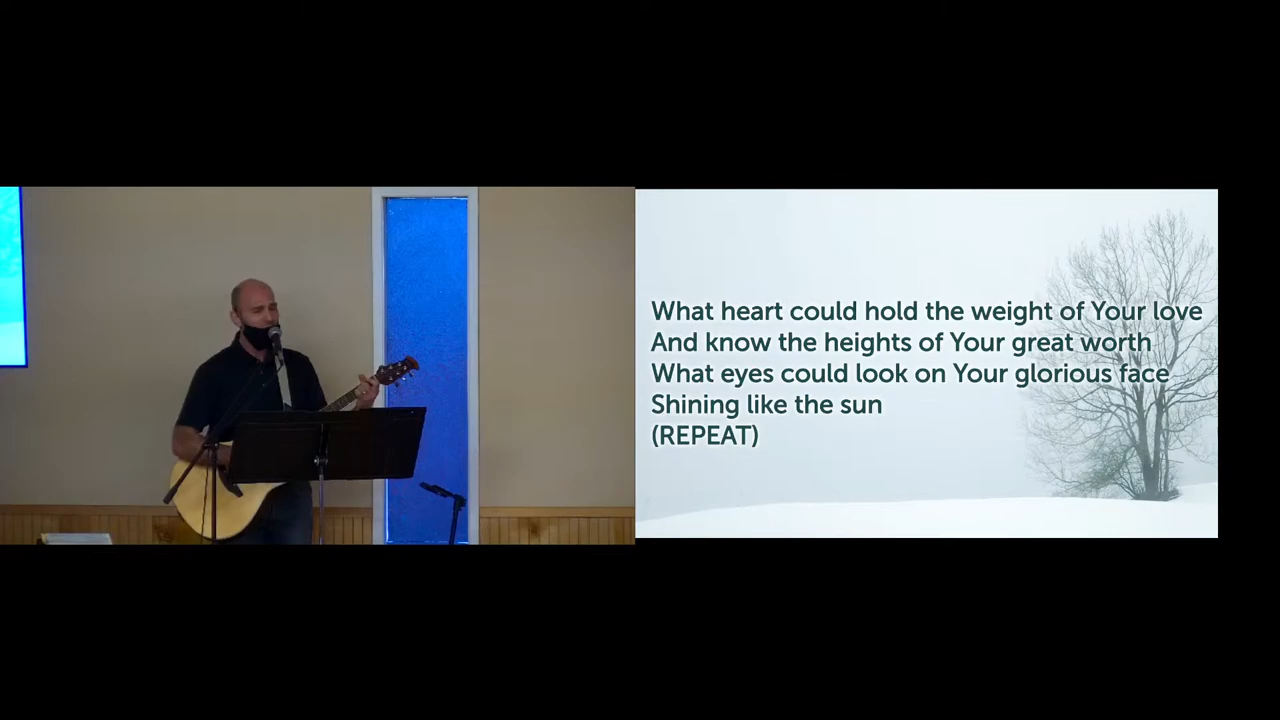 What heart could hold the weight of Your love
And know the heights of Your great worth
What eyes could look on Your glorious face
Shining like the sun
(REPEAT)